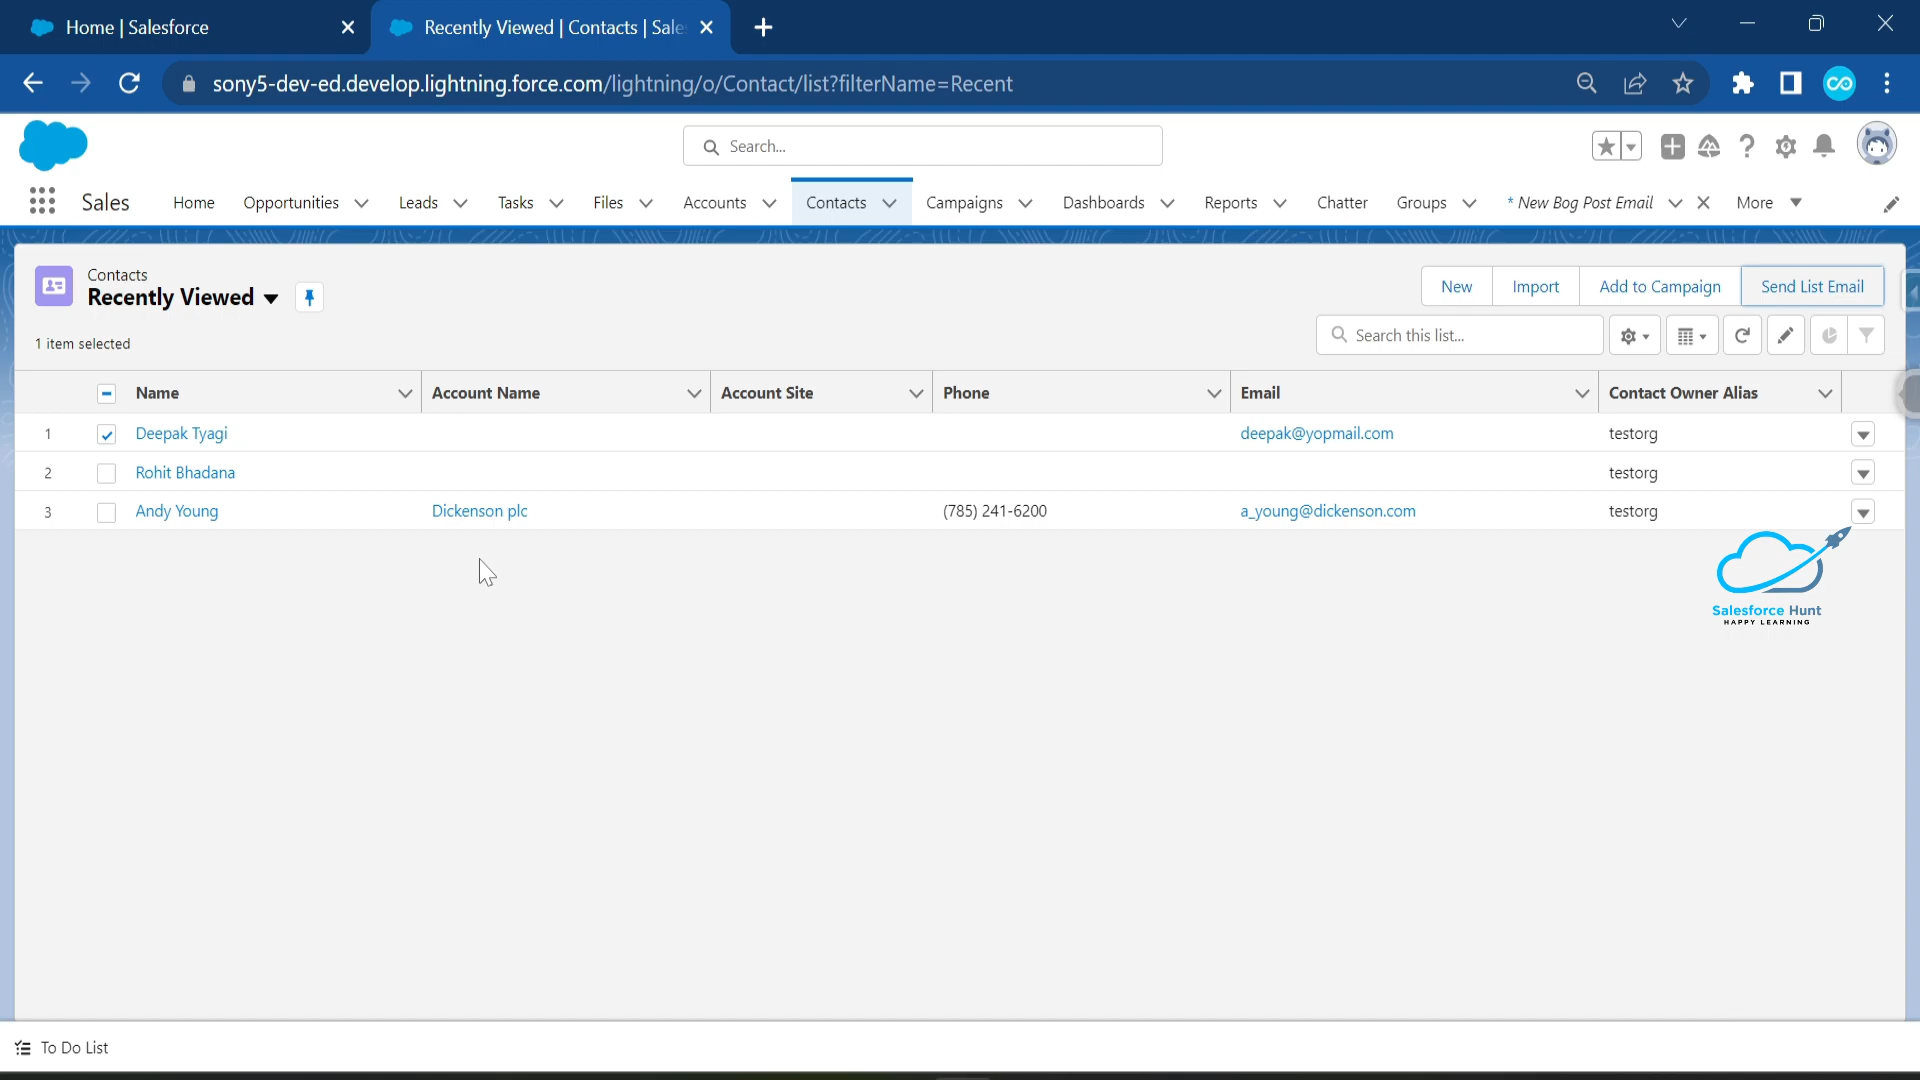 Home | Salesforce
Recently Viewed | Contacts | Sale
sony5-dev-ed.develop.lightning.force.com/lightning/o/Contact/list?filterName=Recent
Search...
Sales Home Opportunities Leads Tasks Files Accounts Contacts Campaigns Dashboards Reports Chatter Groups * New Bog Post Email More
Contacts
Recently Viewed
New Import Add to Campaign Send List Email
1 item selected
Search this list...
Name Account Name Account Site Phone Email Contact Owner Alias
1 Deepak Tyagi deepak@yopmail.com testorg
2 Rohit Bhadana testorg
3 Andy Young Dickenson plc (785) 241-6200 a_young@dickenson.com testorg
Salesforce Hunt
HAPPY LEARNING
To Do List